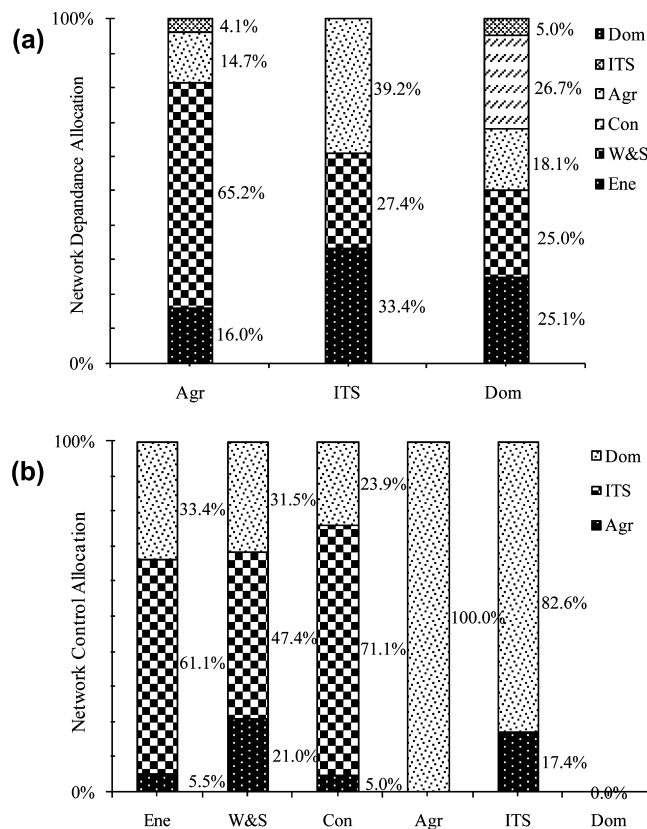 (a)
100%
0%
Network Depandance Allocation
4.1%
14.7%
65.2%
16.0%
39.2%
27.4%
33.4%
5.0%
26.7%
18.1%
25.0%
25.1%
Dom
ITS
Agr
Con
W&S
Ene
Agr ITS Dom
(b)
100%
0%
Network Control Allocation
33.4%
61.1%
5.5%
31.5%
47.4%
21.0%
23.9%
71.1%
5.0%
100.0%
82.6%
17.4%
0.0%
Dom
ITS
Agr
Ene W&S Con Agr ITS Dom